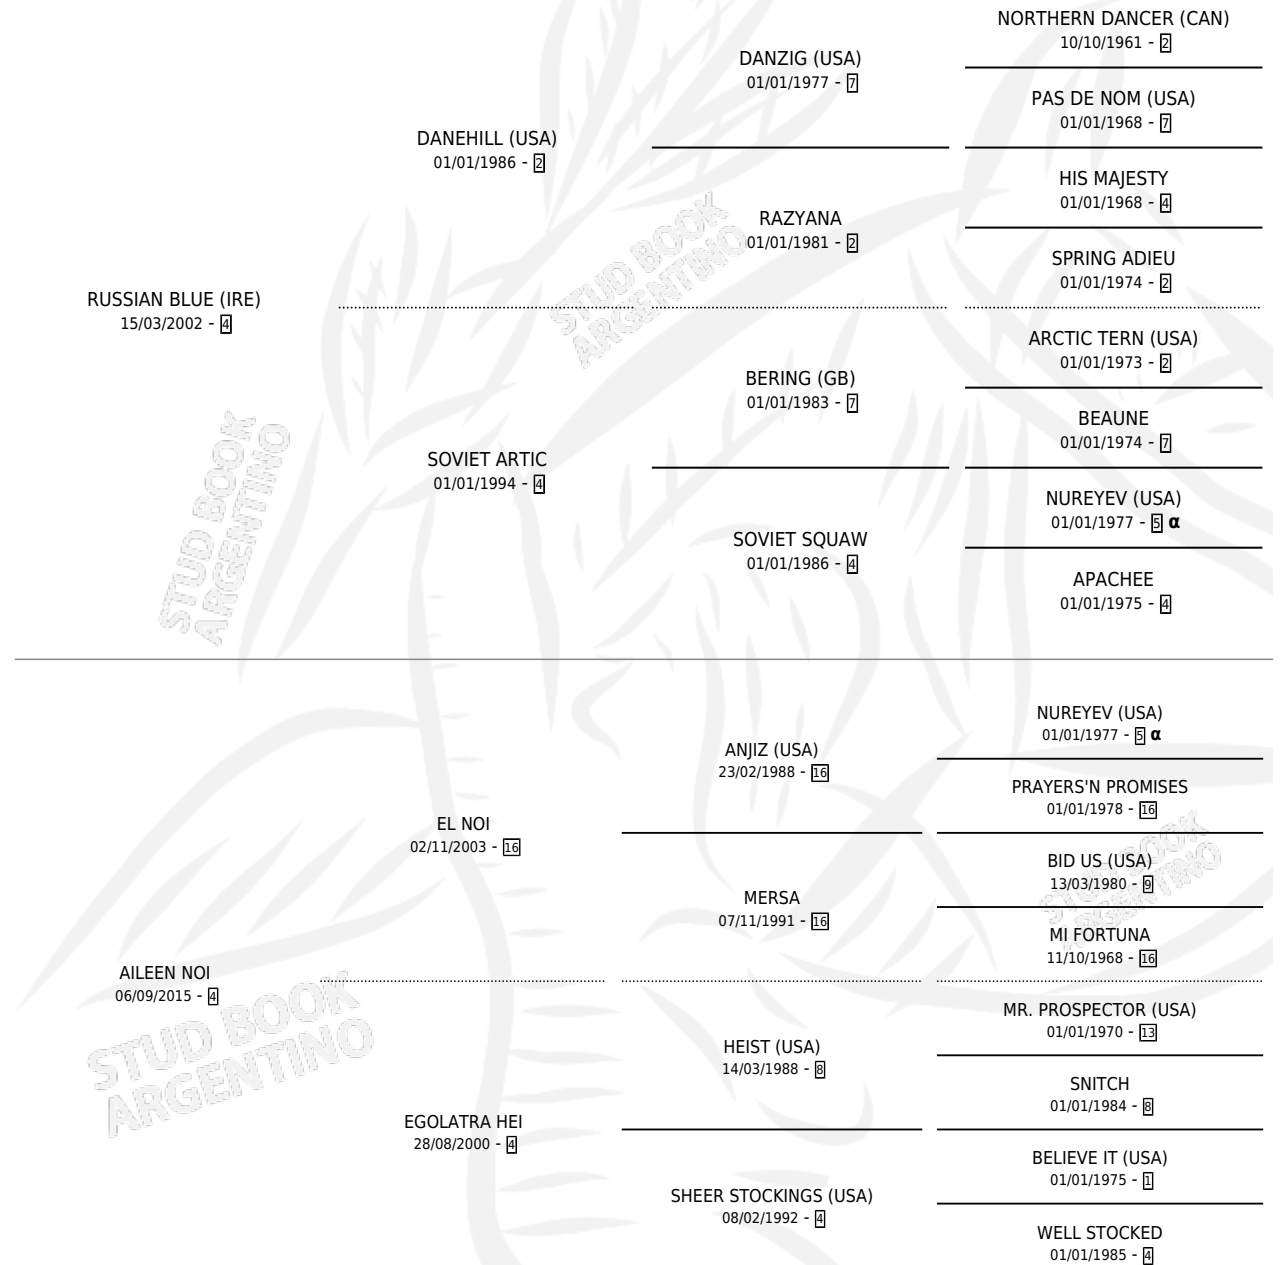 NORTHERN DANCER (CAN)
10/10/1961 - 2
DANZIG (USA)
01/01/1977 - 7
PAS DE NOM (USA)
01/01/1968 - 7
DANEHILL (USA)
01/01/1986 - 2
HIS MAJESTY
01/01/1968 - 4
RAZYANA
01/01/1981 - 2
SPRING ADIEU
01/01/1974 - 2
RUSSIAN BLUE (IRE)
15/03/2002 - 4
ARCTIC TERN (USA)
01/01/1973 - 2
BERING (GB)
01/01/1983 - 7
BEAUNE
01/01/1974 - 7
SOVIET ARTIC
01/01/1994 - 4
NUREYEV (USA)
01/01/1977 - 5 α
SOVIET SQUAW
01/01/1986 - 4
APACHEE
01/01/1975 - 4
NUREYEV (USA)
01/01/1977 - 5 α
ANJIZ (USA)
23/02/1988 - 16
PRAYERS'N PROMISES
01/01/1978 - 16
EL NOI
02/11/2003 - 16
BID US (USA)
13/03/1980 - 9
MERSA
07/11/1991 - 16
MI FORTUNA
11/10/1968 - 16
AILEEN NOI
06/09/2015 - 4
MR. PROSPECTOR (USA)
01/01/1970 - 13
HEIST (USA)
14/03/1988 - 8
SNITCH
01/01/1984 - 8
EGOLATRA HEI
28/08/2000 - 4
BELIEVE IT (USA)
01/01/1975 - 1
SHEER STOCKINGS (USA)
08/02/1992 - 4
WELL STOCKED
01/01/1985 - 4
STUD BOOK
ARGENTINO
STUD BOOK
ARGENTINO
STUD BOOK
ARGENTINO
STUD BOOK
ARGENTINO